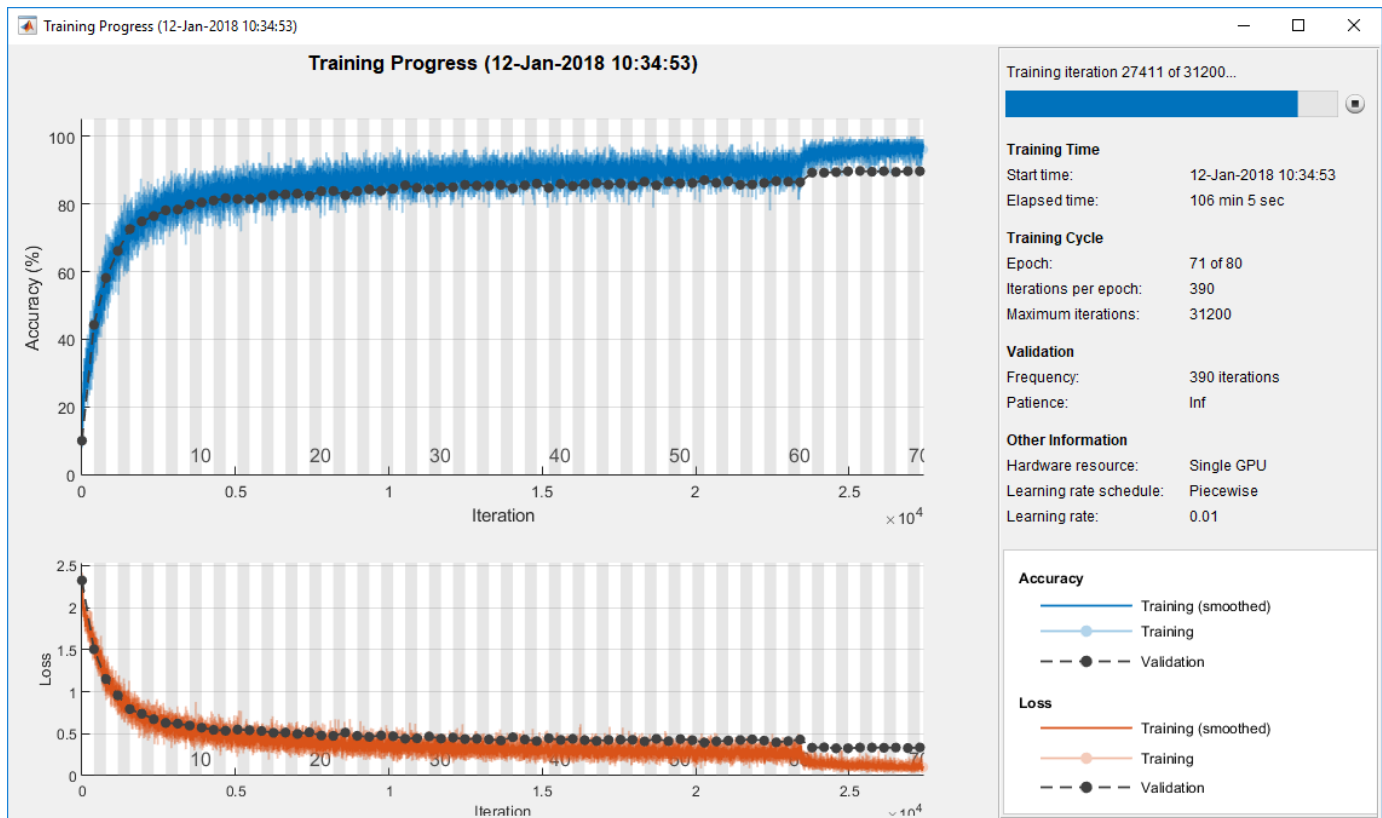 Training Progress (12-Jan-2018 10:34:53)
Training Progress (12-Jan-2018 10:34:53)
Accuracy (%)
100
80
60
40
20
0
10
20
30
40
50
60
70
0
0.5
1
1.5
2
2.5
Iteration
×10⁴
Loss
2.5
2
1.5
1
0.5
0
10
20
30
40
50
60
70
0
0.5
1
1.5
2
2.5
Iteration
×10⁴
Training iteration 27411 of 31200...
Training Time
Start time: 12-Jan-2018 10:34:53
Elapsed time: 106 min 5 sec
Training Cycle
Epoch: 71 of 80
Iterations per epoch: 390
Maximum iterations: 31200
Validation
Frequency: 390 iterations
Patience: Inf
Other Information
Hardware resource: Single GPU
Learning rate schedule: Piecewise
Learning rate: 0.01
Accuracy
Training (smoothed)
Training
Validation
Loss
Training (smoothed)
Training
Validation